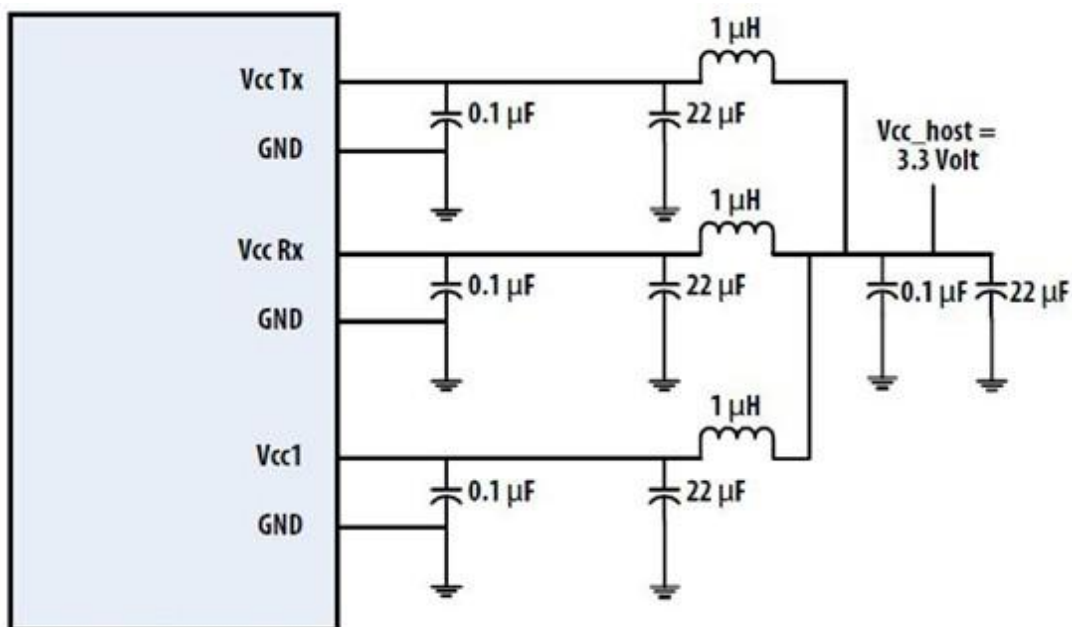 1 µH
Vcc Tx
0.1 µF
22 µF
GND
Vcc_host =
3.3 Volt
1 µH
Vcc Rx
0.1 µF
22 µF
0.1 µF
22 µF
GND
1 µH
Vcc1
0.1 µF
22 µF
GND